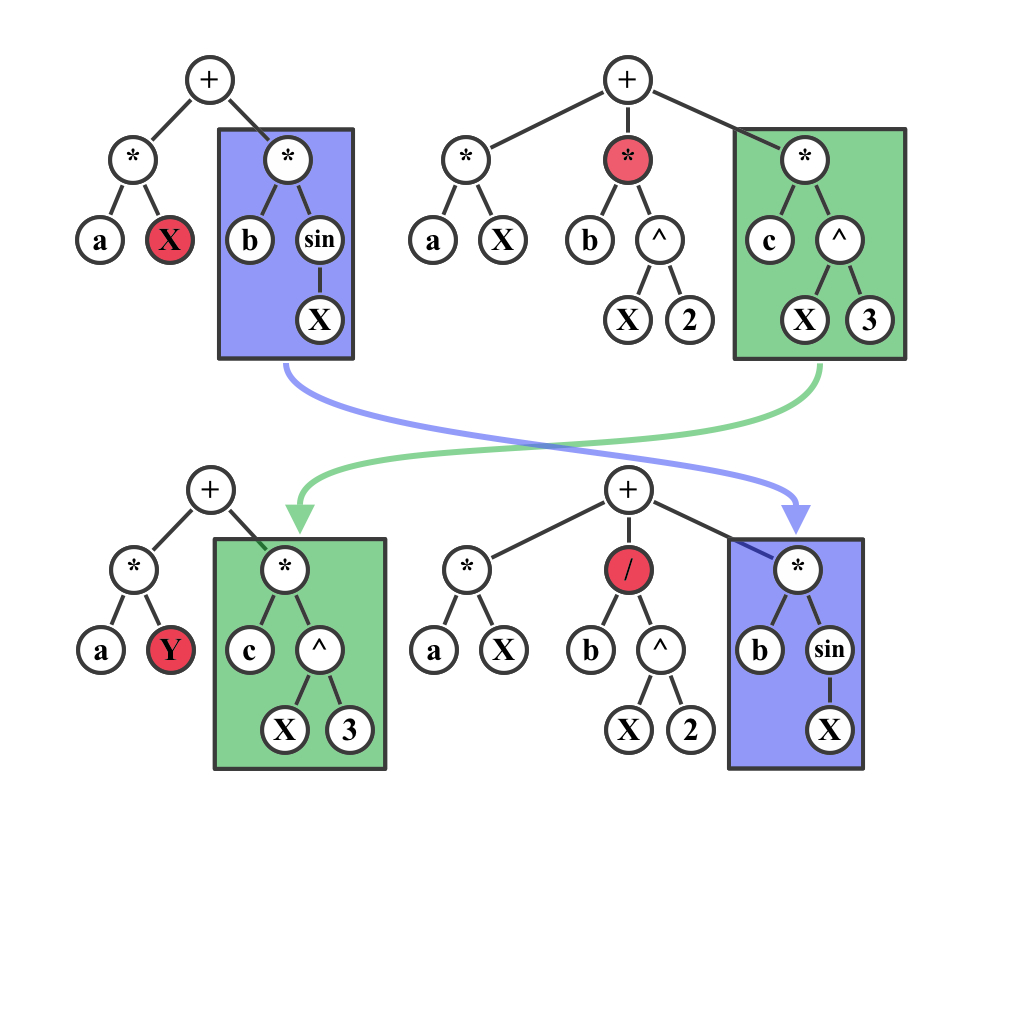 + +
* * * * *
a X b sin a X b ^ c ^
X X 2 X 3
+ +
* * * / *
a Y c ^ a X b ^ b sin
X 3 X 2 X